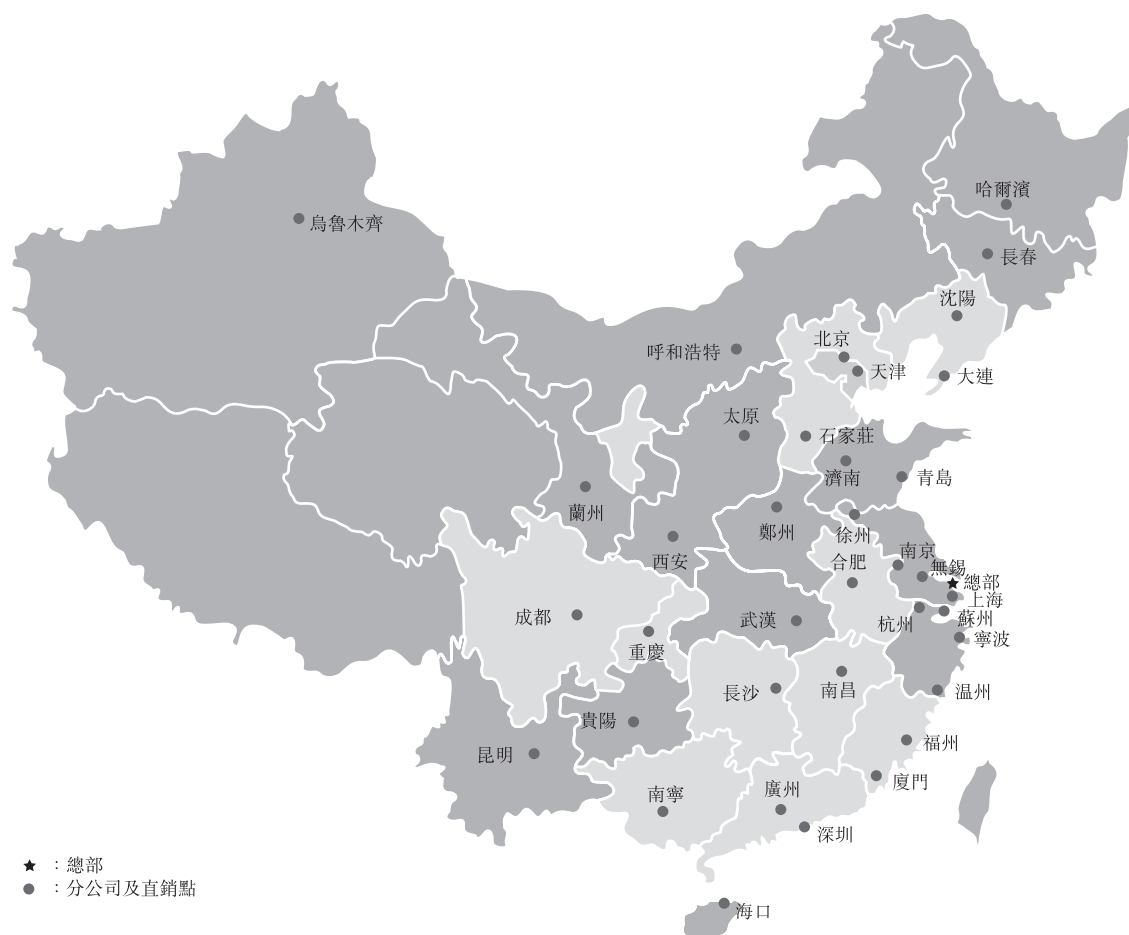 哈爾濱
烏魯木齊
長春
沈陽
北京
呼和浩特
天津
大連
太原
石家莊
濟南
青島
蘭州
鄭州
徐州
西安
合肥
南京
無錫
總部
上海
成都
武漢
杭州
蘇州
寧波
重慶
長沙
南昌
温州
貴陽
福州
昆明
廈門
南寧
廣州
深圳
：總部
：分公司及直銷點
海口